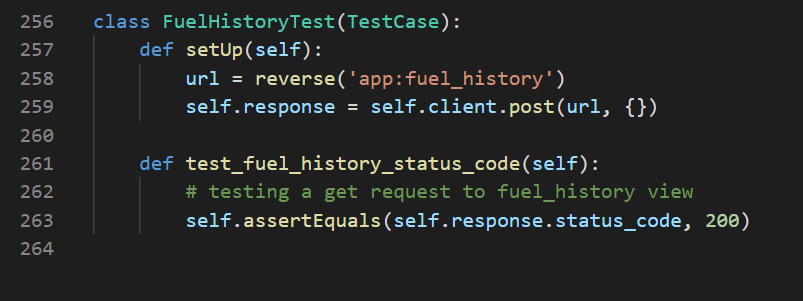 256 class FuelHistoryTest(TestCase):
257 def setUp(self):
258 url = reverse('app:fuel_history')
259 self.response = self.client.post(url, {})
260
261 def test_fuel_history_status_code(self):
262 # testing a get request to fuel_history view
263 self.assertEquals(self.response.status_code, 200)
264